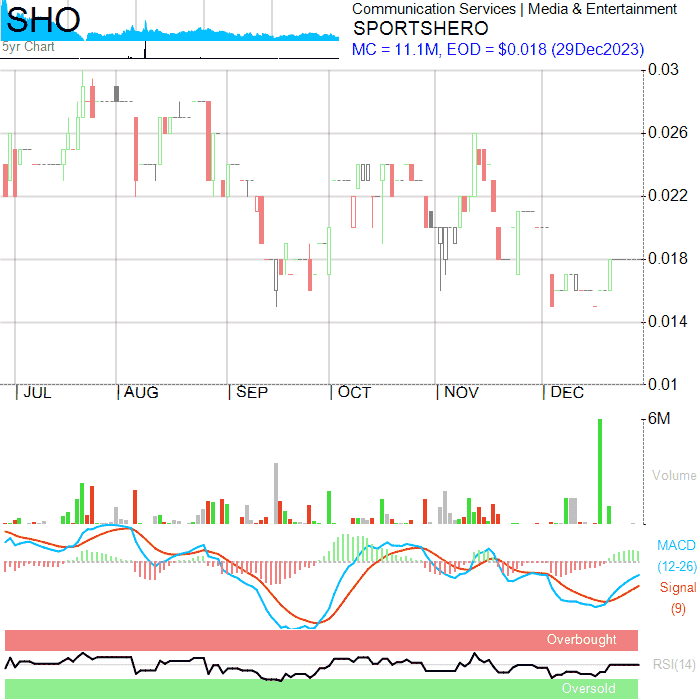 SHO
5yr Chart
Communication Services | Media & Entertainment
SPORTSHERO
MC = 11.1M, EOD = $0.018 (29Dec2023)
0.03
0.026
0.022
0.018
0.014
0.01
JUL AUG SEP OCT NOV DEC
6M
Volume
MACD
(12-26)
Signal
(9)
Overbought
RSI(14)
Oversold